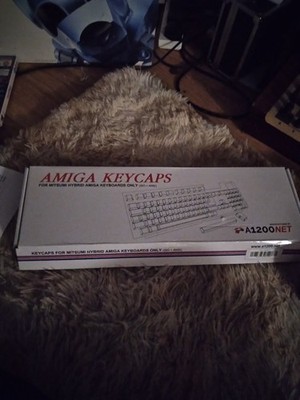 AMIGA KEYCAPS
FOR MITSUMI HYBRID AMIGA KEYBOARDS ONLY
A1200NET
KEYCAPS FOR MITSUMI HYBRID AMIGA KEYBOARDS ONLY